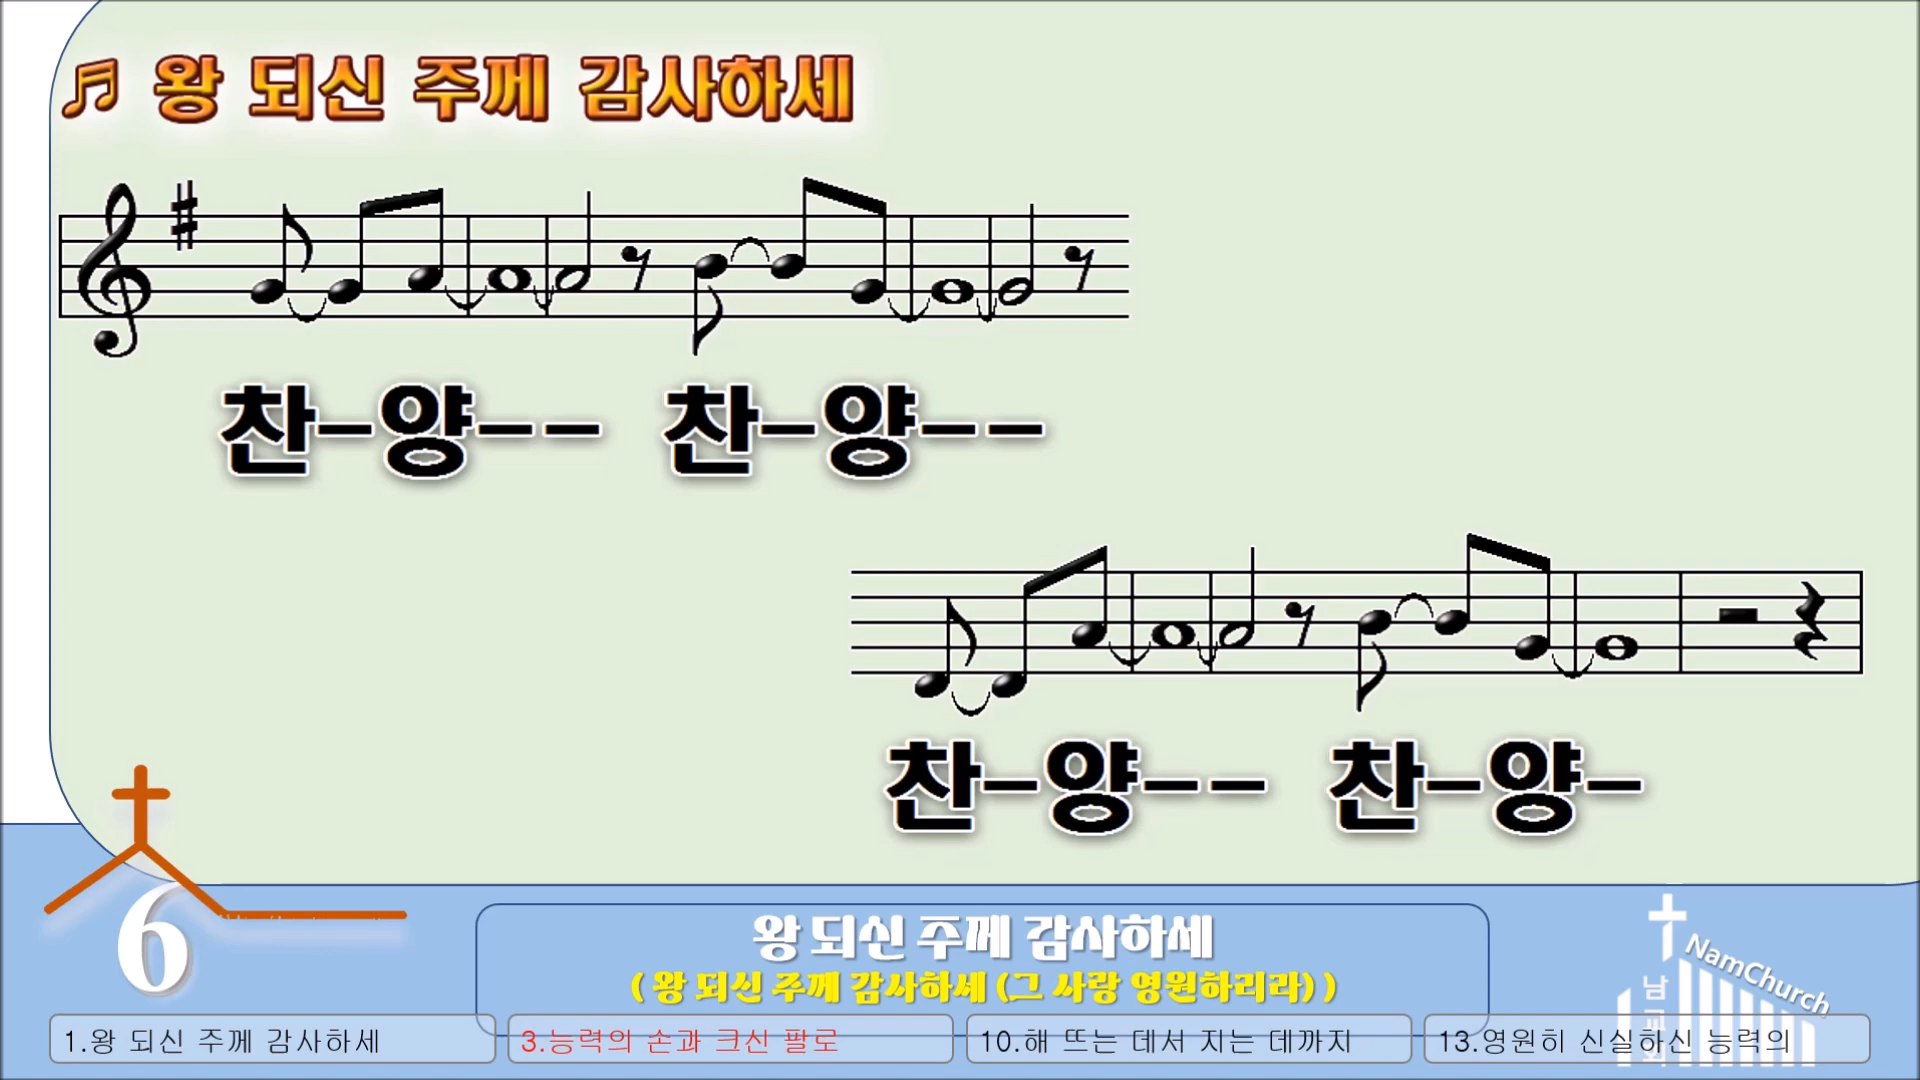 왕 되신 주께 감사하세
찬-양-- 찬-양--
찬-양-- 찬-양-
6
왕 되신 주께 감사하세
( 왕 되신 주께 감사하세 (그 사랑 영원하리라) )
NamChurch
남교회
1.왕 되신 주께 감사하세
3.능력의 손과 크신 팔로
10.해 뜨는 데서 지는 데까지
13.영원히 신실하신 능력의